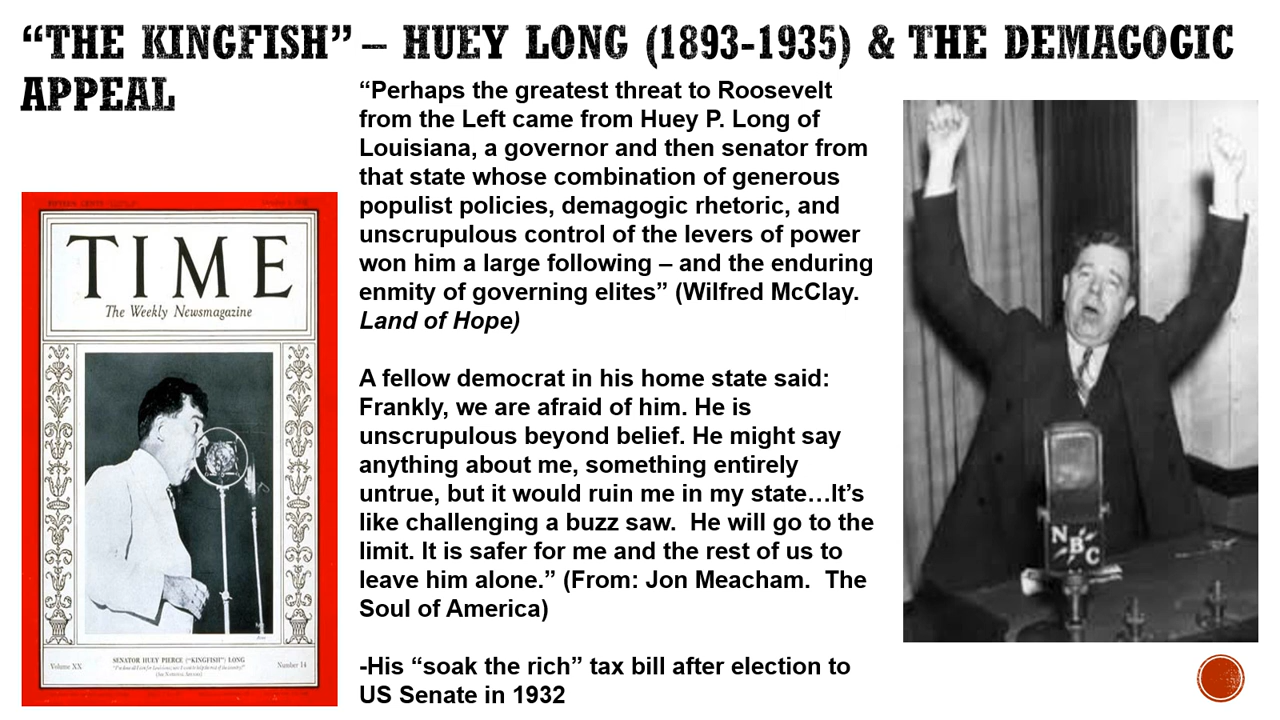 “THE KINGFISH” – HUEY LONG (1893-1935) & THE DEMAGOGIC
APPEAL
“Perhaps the greatest threat to Roosevelt
from the Left came from Huey P. Long of
Louisiana, a governor and then senator from
that state whose combination of generous
populist policies, demagogic rhetoric, and
unscrupulous control of the levers of power
won him a large following – and the enduring
enmity of governing elites” (Wilfred McClay.
Land of Hope)
A fellow democrat in his home state said:
Frankly, we are afraid of him. He is
unscrupulous beyond belief. He might say
anything about me, something entirely
untrue, but it would ruin me in my state…It’s
like challenging a buzz saw.  He will go to the
limit. It is safer for me and the rest of us to
leave him alone.” (From: Jon Meacham.  The
Soul of America)
-His “soak the rich” tax bill after election to
US Senate in 1932
TIME
The Weekly Newsmagazine
Volume XX
SENATOR HUEY PIERCE (“KINGFISH”) LONG
Number 14
NBC